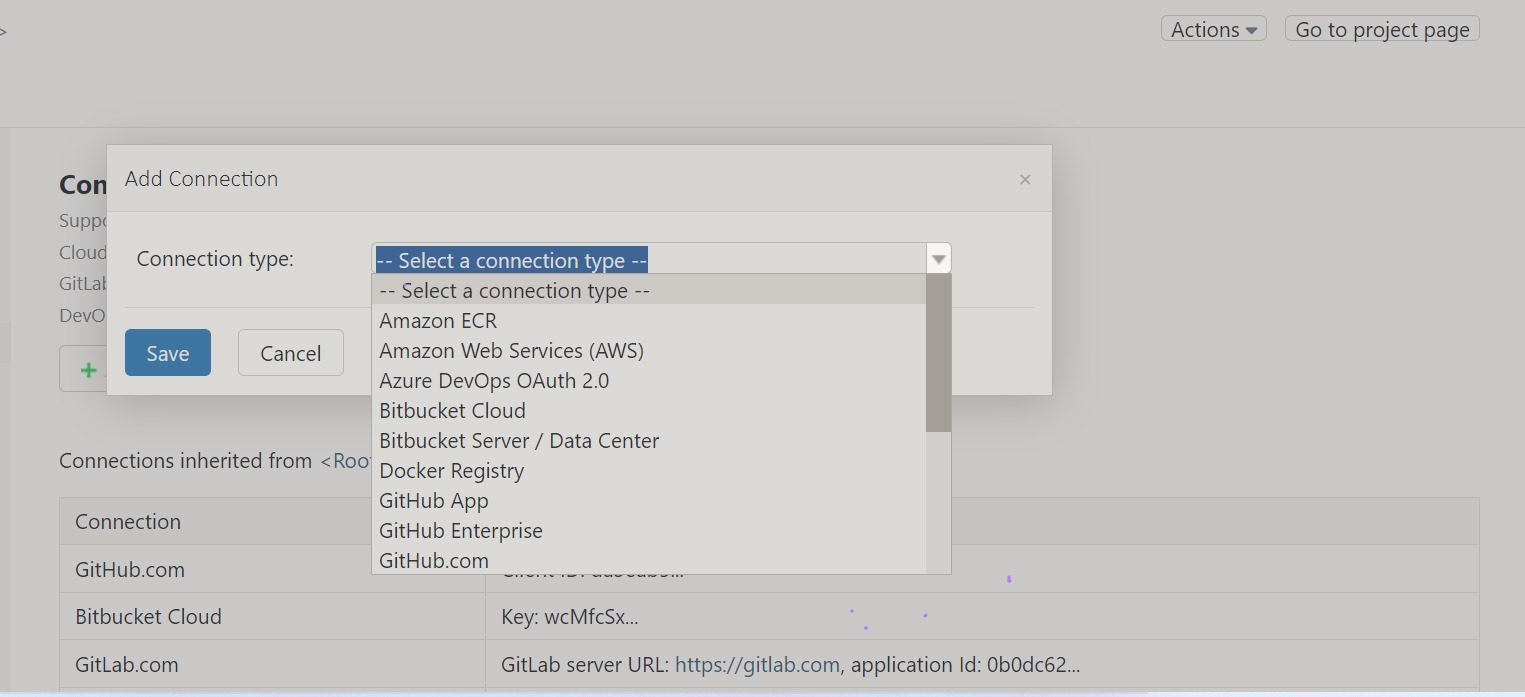 >
Actions
Go to project page
Con
Add Connection
×
Suppo
Cloud
GitLab
DevO
Connection type:
-- Select a connection type --
-- Select a connection type --
Amazon ECR
Amazon Web Services (AWS)
Azure DevOps OAuth 2.0
Bitbucket Cloud
Bitbucket Server / Data Center
Docker Registry
GitHub App
GitHub Enterprise
GitHub.com
Save
Cancel
+
Connections inherited from <Root
Connection
GitHub.com
Bitbucket Cloud
Key: wcMfcSx...
GitLab.com
GitLab server URL: https://gitlab.com, application Id: 0b0dc62...